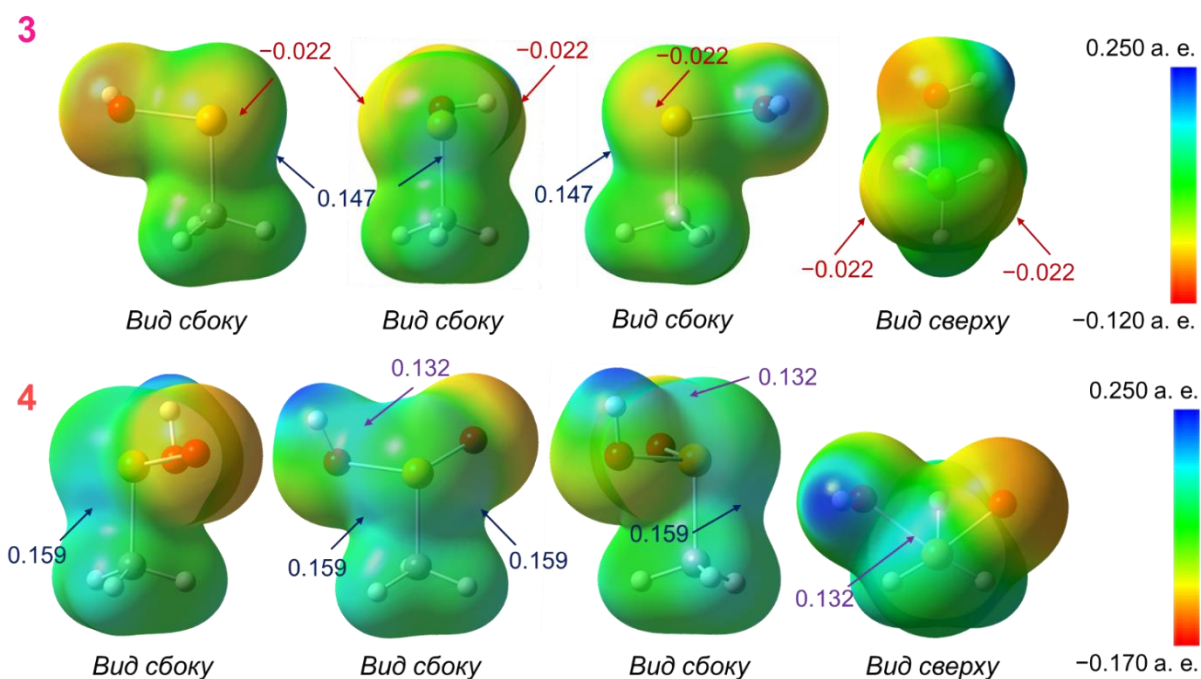 3
−0.022
−0.022
−0.022
0.250 а. е.
0.147
0.147
−0.022
−0.022
−0.120 а. е.
Вид сбоку
Вид сбоку
Вид сбоку
Вид сверху
4
0.132
0.132
0.250 а. е.
0.159
0.159
0.159
0.159
0.132
−0.170 а. е.
Вид сбоку
Вид сбоку
Вид сбоку
Вид сверху